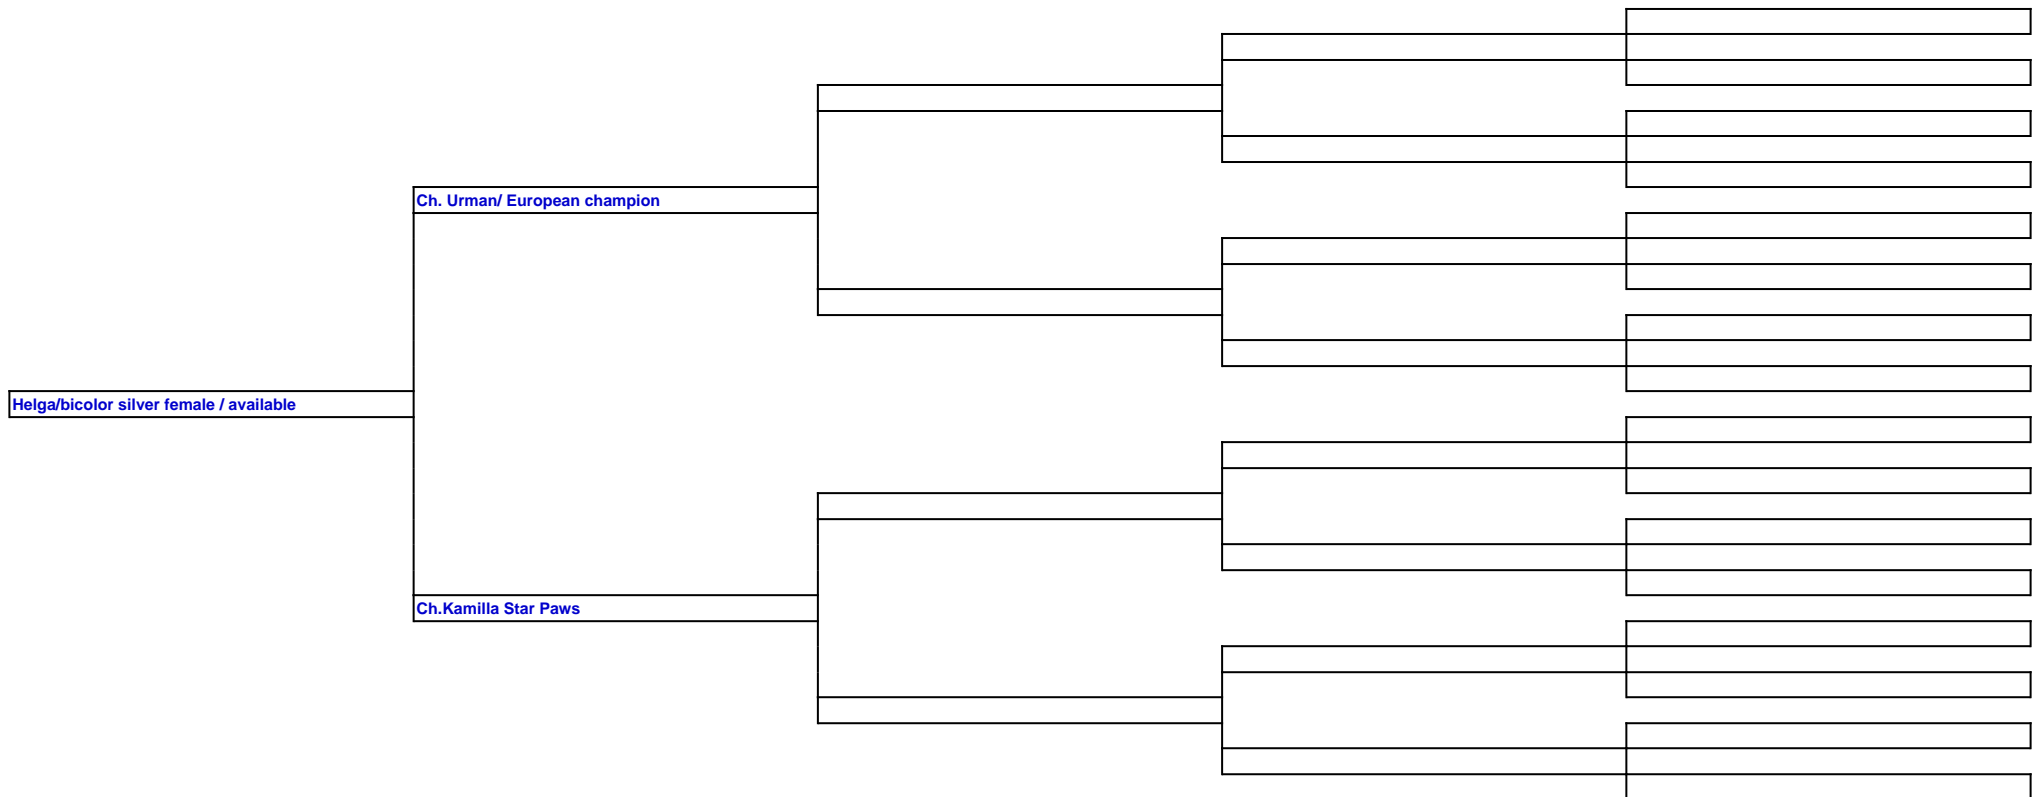 Ch. Urman/ European champion
Helga/bicolor silver female / available
Ch.Kamilla Star Paws